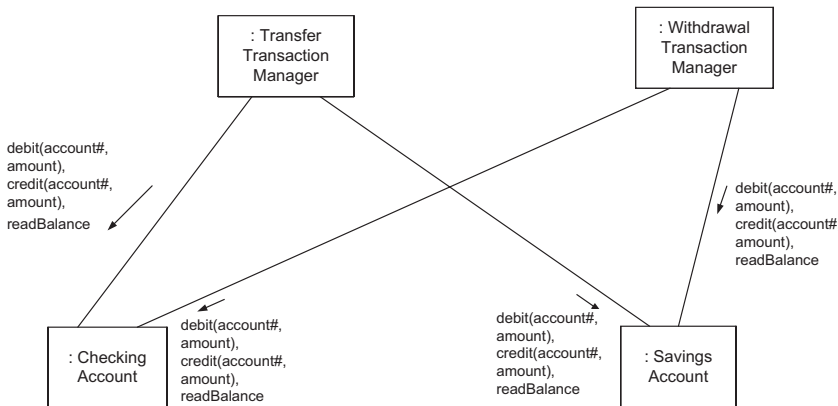 : Transfer
Transaction
Manager
: Withdrawal
Transaction
Manager
debit(account#,
amount),
credit(account#,
amount),
readBalance
debit(account#,
amount),
credit(account#
amount),
readBalance
debit(account#,
amount),
credit(account#,
amount),
readBalance
debit(account#,
amount),
credit(account#,
amount),
readBalance
: Checking
Account
: Savings
Account